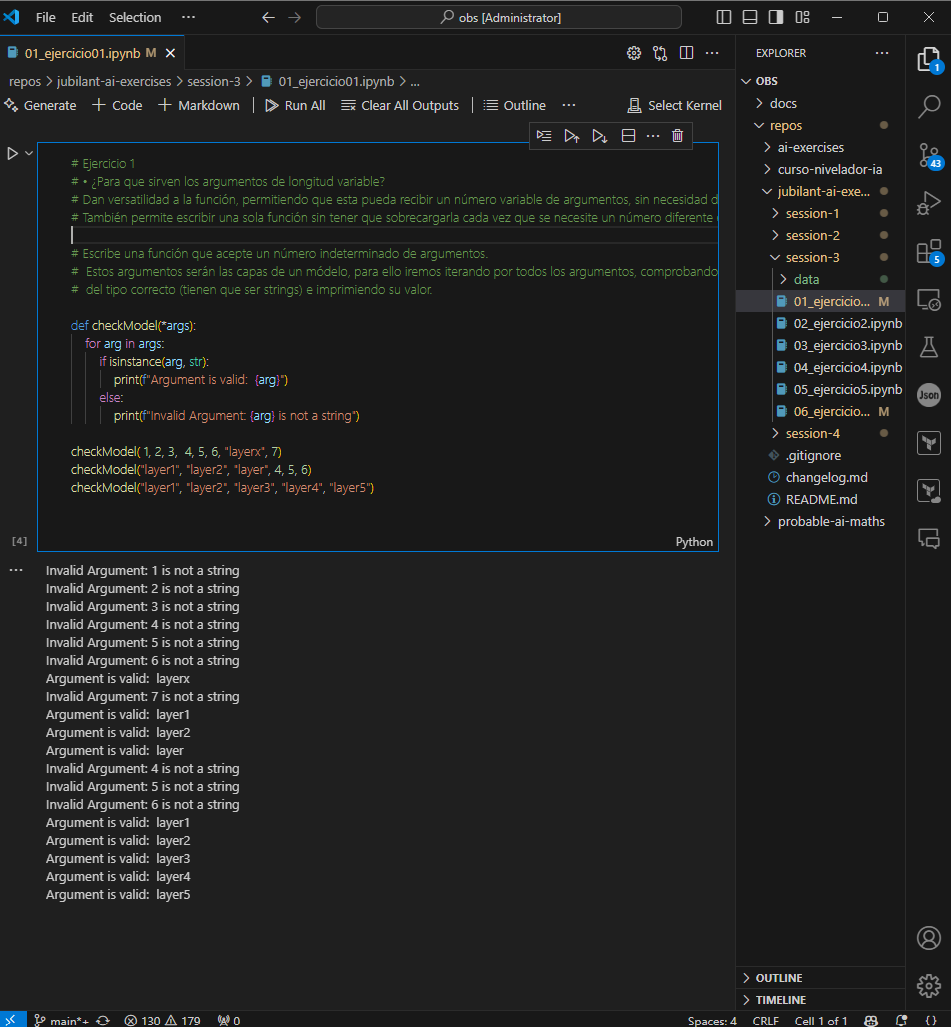 File Edit Selection ··· obs [Administrator]
01_ejercicio01.ipynb M
repos > jubilant-ai-exercises > session-3 > 01_ejercicio01.ipynb > ...
Generate + Code + Markdown Run All Clear All Outputs Outline ··· Select Kernel
# Ejercicio 1
# • ¿Para que sirven los argumentos de longitud variable?
# Dan versatilidad a la función, permitiendo que esta pueda recibir un número variable de argumentos, sin necesidad d
# También permite escribir una sola función sin tener que sobrecargarla cada vez que se necesite un número diferente
# Escribe una función que acepte un número indeterminado de argumentos.
#  Estos argumentos serán las capas de un módelo, para ello iremos iterando por todos los argumentos, comprobando
#  del tipo correcto (tienen que ser strings) e imprimiendo su valor.
def checkModel(*args):
for arg in args:
if isinstance(arg, str):
print(f"Argument is valid:  {arg}")
else:
print(f"Invalid Argument: {arg} is not a string")
checkModel( 1, 2, 3,  4, 5, 6, "layerx", 7)
checkModel("layer1", "layer2", "layer", 4, 5, 6)
checkModel("layer1", "layer2", "layer3", "layer4", "layer5")
[4]
Python
Invalid Argument: 1 is not a string
Invalid Argument: 2 is not a string
Invalid Argument: 3 is not a string
Invalid Argument: 4 is not a string
Invalid Argument: 5 is not a string
Invalid Argument: 6 is not a string
Argument is valid:  layerx
Invalid Argument: 7 is not a string
Argument is valid:  layer1
Argument is valid:  layer2
Argument is valid:  layer
Invalid Argument: 4 is not a string
Invalid Argument: 5 is not a string
Invalid Argument: 6 is not a string
Argument is valid:  layer1
Argument is valid:  layer2
Argument is valid:  layer3
Argument is valid:  layer4
Argument is valid:  layer5
EXPLORER
OBS
docs
repos
ai-exercises
curso-nivelador-ia
jubilant-ai-exe...
session-1
session-2
session-3
data
01_ejercicio... M
02_ejercicio2.ipynb
03_ejercicio3.ipynb
04_ejercicio4.ipynb
05_ejercicio5.ipynb
06_ejercicio... M
session-4
.gitignore
changelog.md
README.md
probable-ai-maths
OUTLINE
TIMELINE
1
43
5
Json
main*+ 130 179 0 Spaces: 4 CRLF Cell 1 of 1 {}